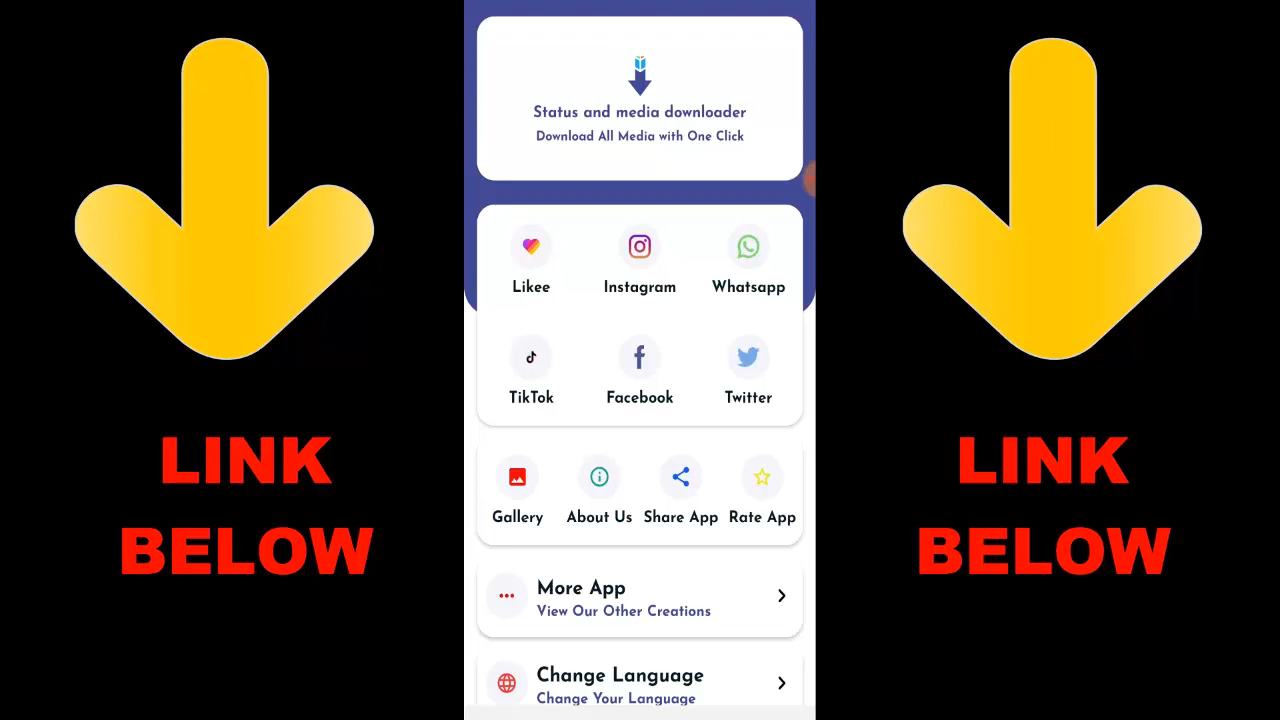 LINK
BELOW
Status and media downloader
Download All Media with One Click
Likee
Instagram
Whatsapp
TikTok
Facebook
Twitter
Gallery
About Us
Share App
Rate App
More App
View Our Other Creations
Change Language
Change Your Language
LINK
BELOW